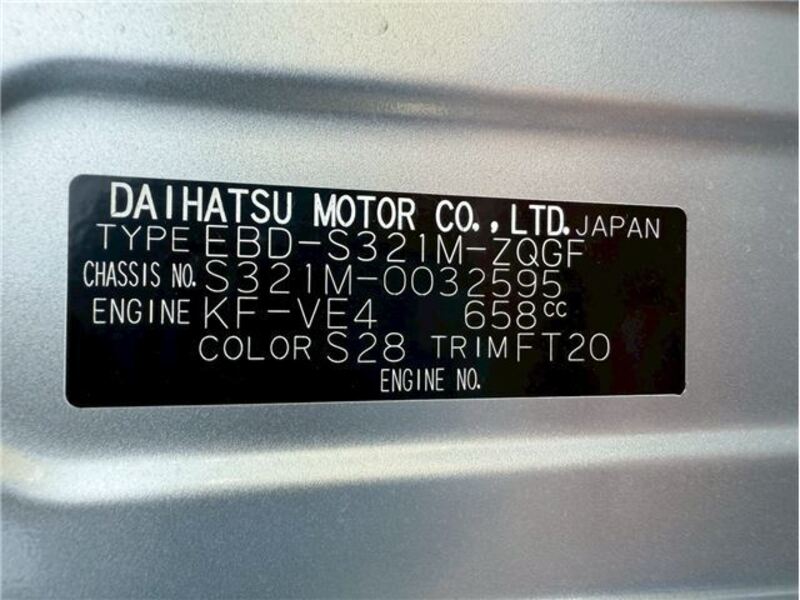 DAIHATSU MOTOR CO.,LTD. JAPAN
TYPE EBD-S321M-ZQGF
CHASSIS NO. S321M-0032595
ENGINE KF-VE4 658cc
COLOR S28 TRIM FT20
ENGINE NO.